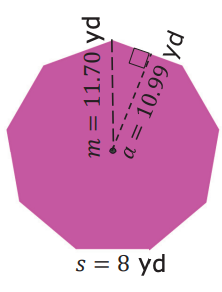 m = 11.70 yd
a = 10.99 yd
s = 8 yd